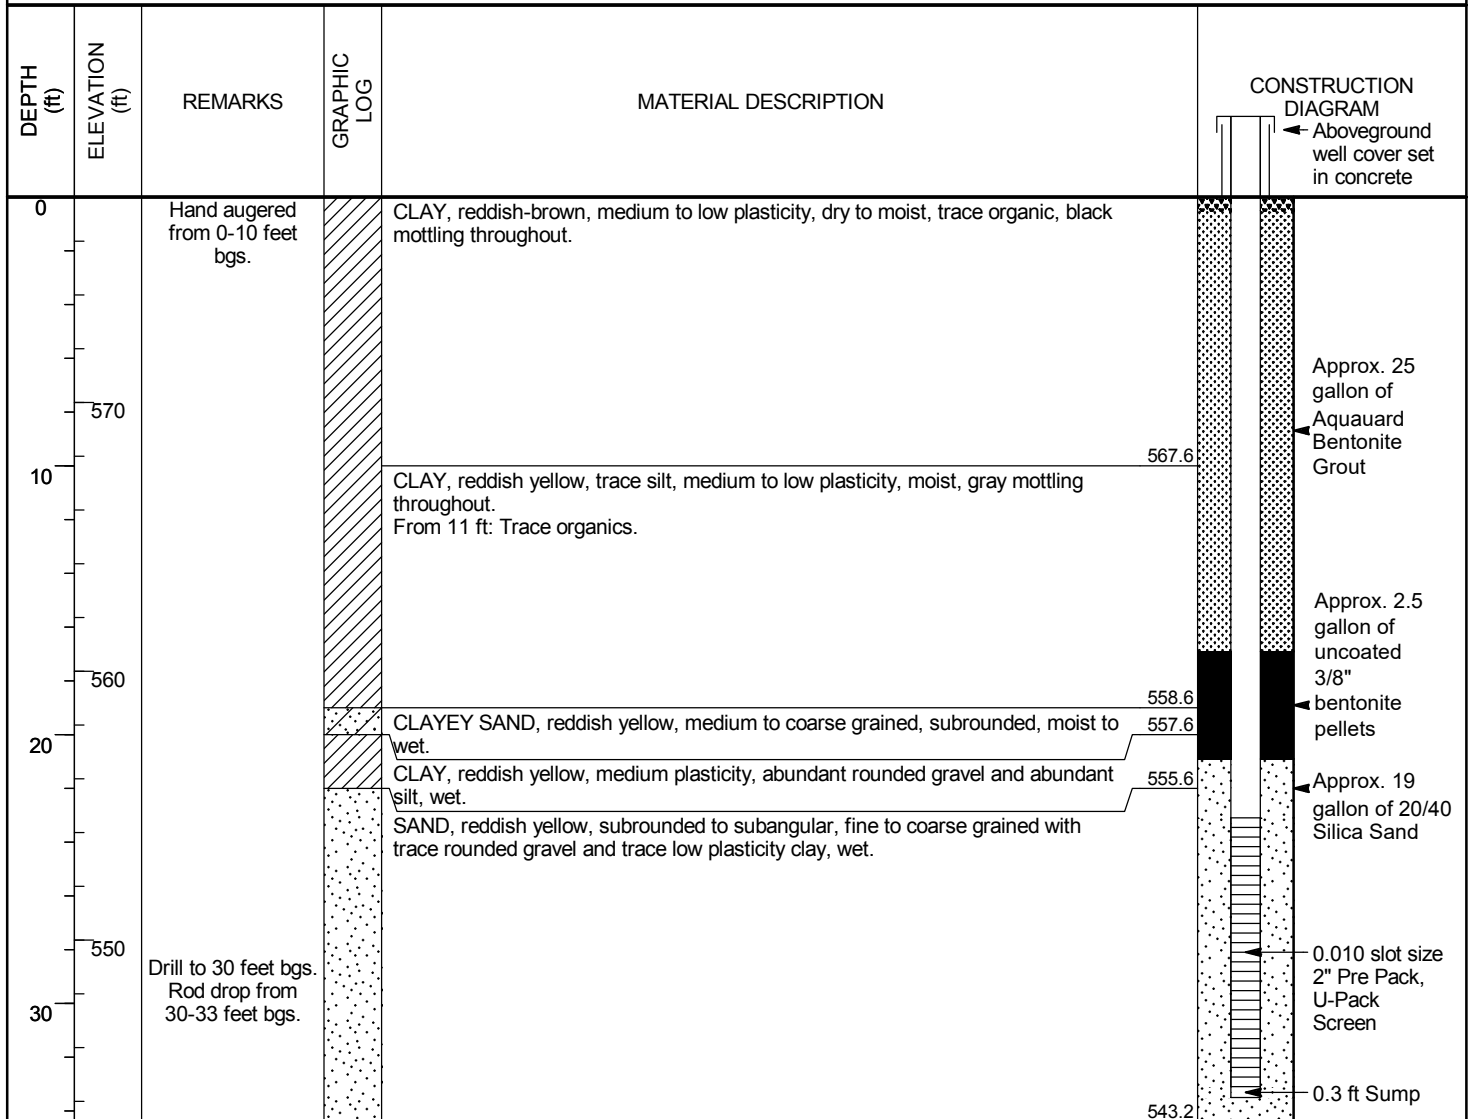 DEPTH
(ft)
ELEVATION
(ft)
REMARKS
GRAPHIC
LOG
MATERIAL DESCRIPTION
CONSTRUCTION
DIAGRAM
Aboveground
well cover set
in concrete
0
Hand augered
from 0-10 feet
bgs.
CLAY, reddish-brown, medium to low plasticity, dry to moist, trace organic, black
mottling throughout.
Approx. 25
gallon of
Aquauard
Bentonite
Grout
570
567.6
10
CLAY, reddish yellow, trace silt, medium to low plasticity, moist, gray mottling
throughout.
From 11 ft: Trace organics.
Approx. 2.5
gallon of
uncoated
3/8"
bentonite
pellets
560
558.6
CLAYEY SAND, reddish yellow, medium to coarse grained, subrounded, moist to
wet.
557.6
20
CLAY, reddish yellow, medium plasticity, abundant rounded gravel and abundant
silt, wet.
555.6
Approx. 19
gallon of 20/40
Silica Sand
SAND, reddish yellow, subrounded to subangular, fine to coarse grained with
trace rounded gravel and trace low plasticity clay, wet.
550
Drill to 30 feet bgs.
Rod drop from
30-33 feet bgs.
0.010 slot size
2" Pre Pack,
U-Pack
Screen
30
0.3 ft Sump
543.2